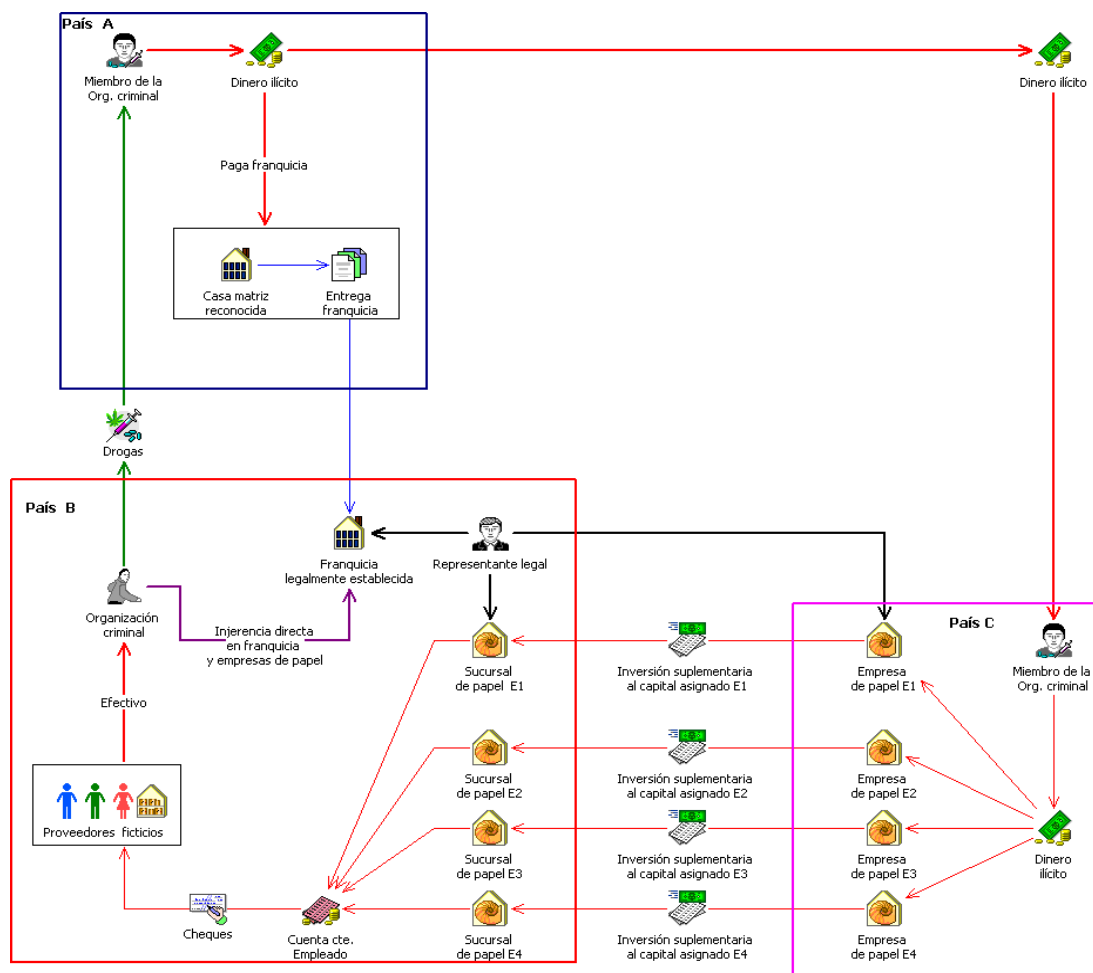 País A
Miembro de la
Org. criminal
Dinero ilícito
Dinero ilícito
Paga franquicia
Casa matriz
reconocida
Entrega
franquicia
Drogas
País B
Franquicia
legalmente establecida
Representante legal
Organización
criminal
Injerencia directa
en franquicia
y empresas de papel
País C
Sucursal
de papel E1
Inversión suplementaria
al capital asignado E1
Empresa
de papel E1
Miembro de la
Org. criminal
Efectivo
Sucursal
de papel E2
Inversión suplementaria
al capital asignado E2
Empresa
de papel E2
Proveedores ficticios
Sucursal
de papel E3
Inversión suplementaria
al capital asignado E3
Empresa
de papel E3
Dinero
ilícito
Cheques
Cuenta cte.
Empleado
Sucursal
de papel E4
Inversión suplementaria
al capital asignado E4
Empresa
de papel E4